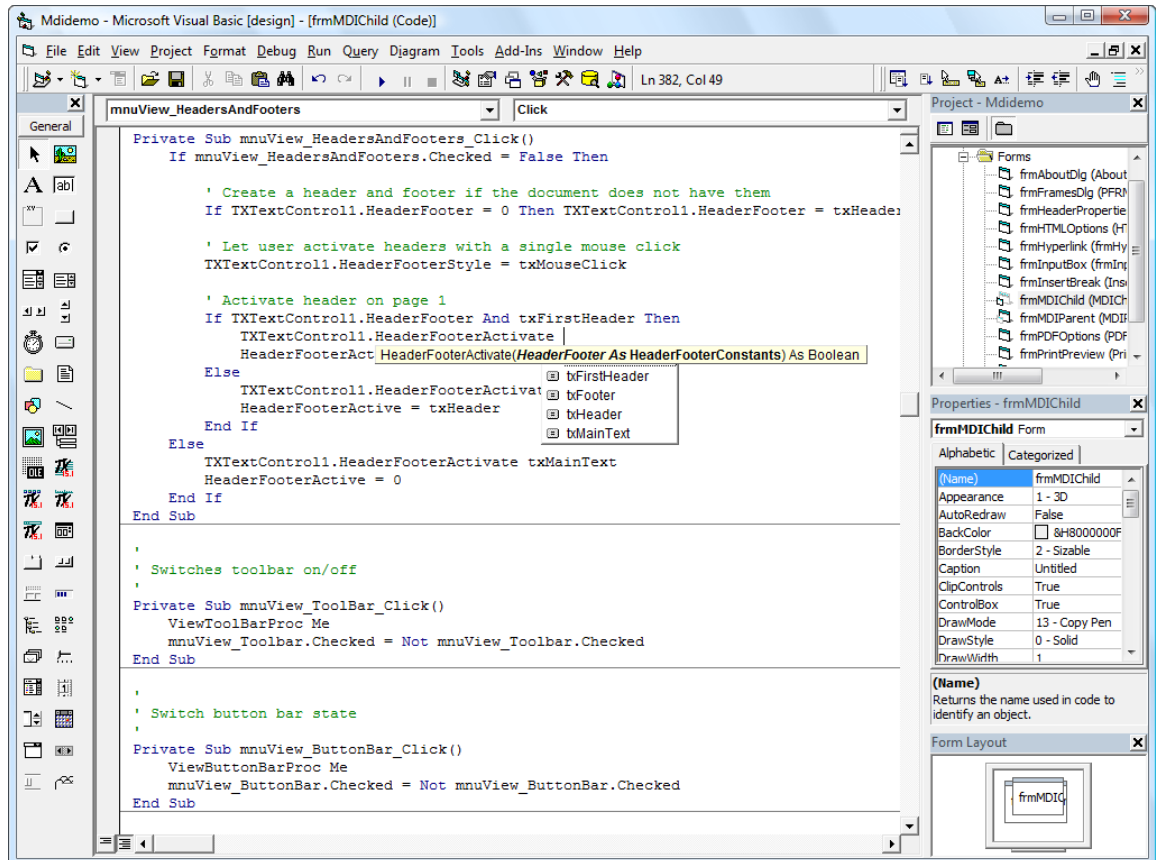 Mdidemo - Microsoft Visual Basic [design] - [frmMDIChild (Code)]
File Edit View Project Format Debug Run Query Diagram Tools Add-Ins Window Help
Ln 382, Col 49
General
mnuView_HeadersAndFooters Click
Private Sub mnuView_HeadersAndFooters_Click()
If mnuView_HeadersAndFooters.Checked = False Then
' Create a header and footer if the document does not have them
If TXTextControl1.HeaderFooter = 0 Then TXTextControl1.HeaderFooter = txHeader
' Let user activate headers with a single mouse click
TXTextControl1.HeaderFooterStyle = txMouseClick
' Activate header on page 1
If TXTextControl1.HeaderFooter And txFirstHeader Then
TXTextControl1.HeaderFooterActivate
HeaderFooterAct
HeaderFooterActivate(HeaderFooter As HeaderFooterConstants) As Boolean
Else
TXTextControl1.HeaderFooterActivat
HeaderFooterActive = txHeader
txFirstHeader
txFooter
txHeader
txMainText
End If
Else
TXTextControl1.HeaderFooterActivate txMainText
HeaderFooterActive = 0
End If
End Sub
'
' Switches toolbar on/off
'
Private Sub mnuView_ToolBar_Click()
ViewToolBarProc Me
mnuView_Toolbar.Checked = Not mnuView_Toolbar.Checked
End Sub
'
' Switch button bar state
'
Private Sub mnuView_ButtonBar_Click()
ViewButtonBarProc Me
mnuView_ButtonBar.Checked = Not mnuView_ButtonBar.Checked
End Sub
Project - Mdidemo
Forms
frmAboutDlg (About
frmFramesDlg (PFRM
frmHeaderPropertie
frmHTMLOptions (HT
frmHyperlink (frmHy
frmInputBox (frmInp
frmInsertBreak (Inse
frmMDIChild (MDICh
frmMDIParent (MDIP
frmPDFOptions (PDF
frmPrintPreview (Pri
Properties - frmMDIChild
frmMDIChild Form
Alphabetic Categorized
(Name) frmMDIChild
Appearance 1 - 3D
AutoRedraw False
BackColor &H8000000F
BorderStyle 2 - Sizable
Caption Untitled
ClipControls True
ControlBox True
DrawMode 13 - Copy Pen
DrawStyle 0 - Solid
DrawWidth 1
(Name)
Returns the name used in code to
identify an object.
Form Layout
frmMDIC